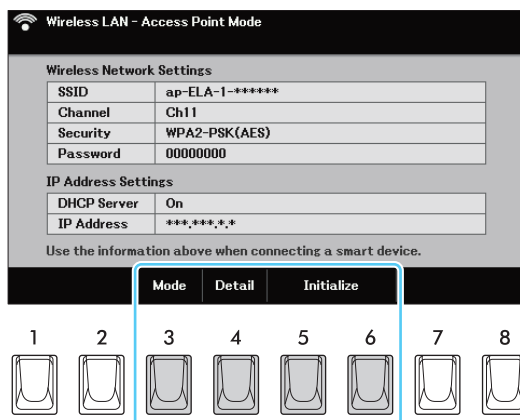 Wireless LAN – Access Point Mode
Wireless Network Settings
SSID ap-ELA-1-******
Channel Ch11
Security WPA2-PSK(AES)
Password 00000000
IP Address Settings
DHCP Server On
IP Address ***.***.*.*
Use the information above when connecting a smart device.
Mode Detail Initialize
1 2 3 4 5 6 7 8